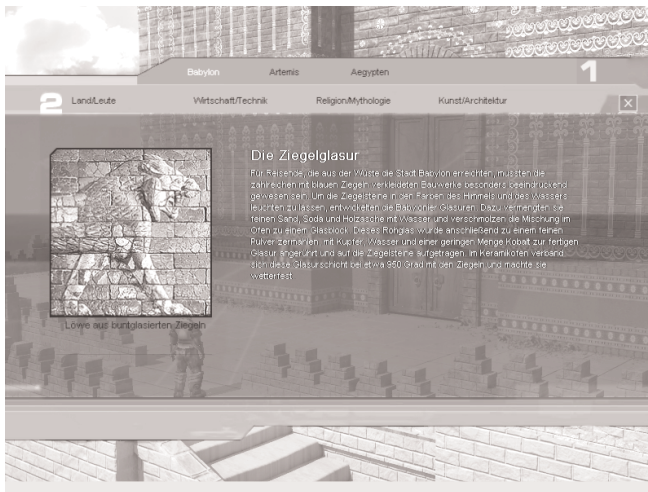 Babylon Artemis Aegypten 1
2 Land/Leute Wirtschaft/Technik Religion/Mythologie Kunst/Architektur X
Die Ziegelglasur
Für Reisende, die aus der Wüste die Stadt Babylon erreichten, müssten die
zahlreichen mit blauen Ziegeln verkleideten Bauwerke besonders beeindruckend
gewesen sein. Um die Ziegelsteine in den Farben des Himmels und des Wassers
leuchten zu lassen, entwickelten die Babylonier Glasuren. Dazu vermengten sie
feinen Sand, Soda und Holzasche mit Wasser und verschmolzen die Mischung im
Ofen zu einem Glasblock. Dieses Rohglas wurde anschließend zu einem feinen
Pulver zermahlen, mit Kupfer, Wasser und einer geringen Menge Kobalt zur fertigen
Glasur angerührt und auf die Ziegelsteine aufgetragen. Im Keramikofen verband
sich diese Glasurschicht bei etwa 950 Grad mit den Ziegeln und machte sie
wetterfest.
Löwe aus buntglasierten Ziegeln